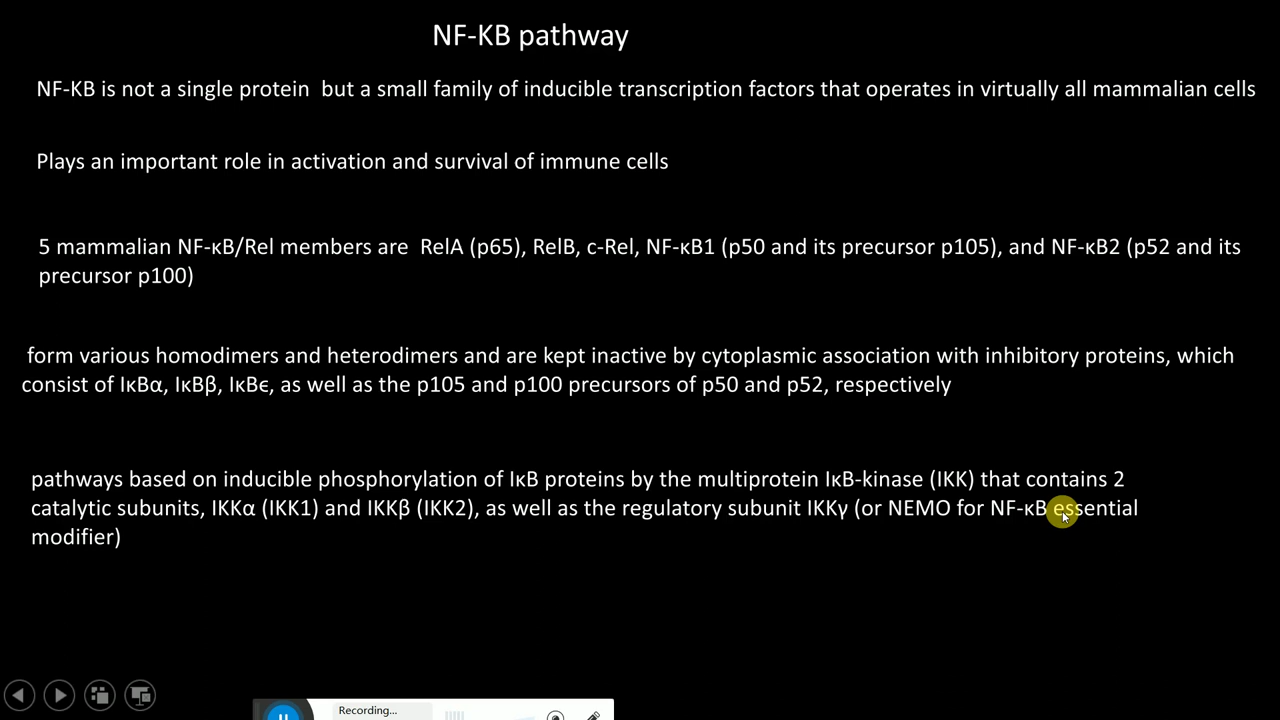 NF-KB pathway
NF-KB is not a single protein  but a small family of inducible transcription factors that operates in virtually all mammalian cells
Plays an important role in activation and survival of immune cells
5 mammalian NF-κB/Rel members are  RelA (p65), RelB, c-Rel, NF-κB1 (p50 and its precursor p105), and NF-κB2 (p52 and its
precursor p100)
form various homodimers and heterodimers and are kept inactive by cytoplasmic association with inhibitory proteins, which
consist of IκBα, IκBβ, IκBϵ, as well as the p105 and p100 precursors of p50 and p52, respectively
pathways based on inducible phosphorylation of IκB proteins by the multiprotein IκB-kinase (IKK) that contains 2
catalytic subunits, IKKα (IKK1) and IKKβ (IKK2), as well as the regulatory subunit IKKγ (or NEMO for NF-κB essential
modifier)
Recording...